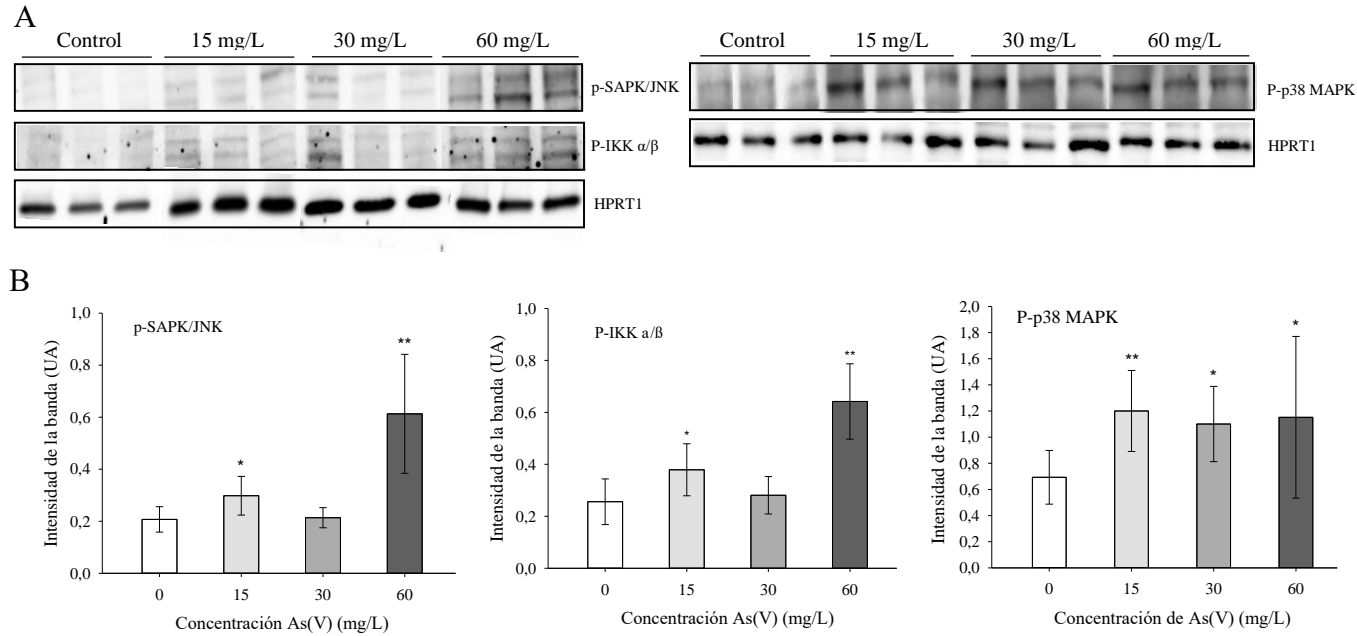 A
Control 15 mg/L 30 mg/L 60 mg/L
p-SAPK/JNK
P-IKK α/β
HPRT1
Control 15 mg/L 30 mg/L 60 mg/L
P-p38 MAPK
HPRT1
B
p-SAPK/JNK
Intensidad de la banda (UA)
1,0
0,8
0,6
0,4
0,2
0,0
*
**
0 15 30 60
Concentración As(V) (mg/L)
P-IKK a/ß
Intensidad de la banda (UA)
1,0
0,8
0,6
0,4
0,2
0,0
*
**
0 15 30 60
Concentración As(V) (mg/L)
P-p38 MAPK
Intensidad de la banda (UA)
2,0
1,8
1,6
1,4
1,2
1,0
0,8
0,6
0,4
0,2
0,0
**
*
*
0 15 30 60
Concentración de As(V) (mg/L)